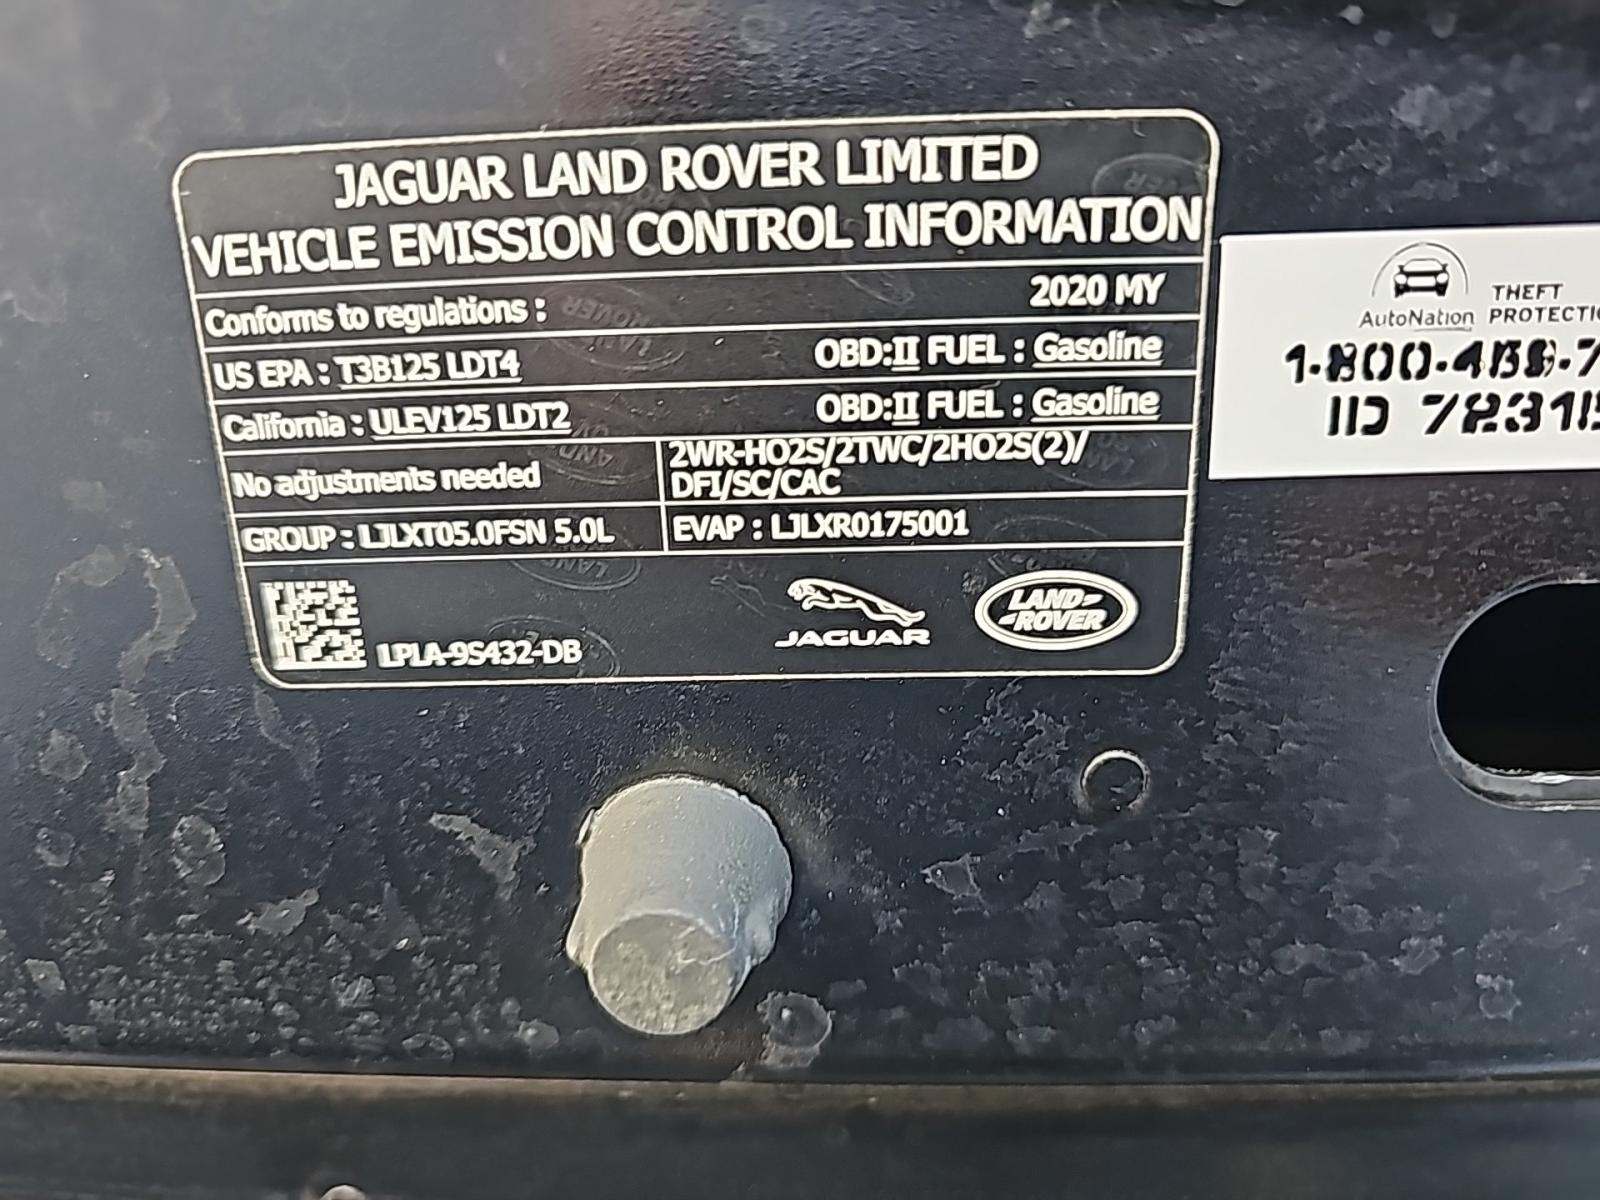 JAGUAR LAND ROVER LIMITED
VEHICLE EMISSION CONTROL INFORMATION
Conforms to regulations : 2020 MY
US EPA : T3B125 LDT4 OBD:II FUEL : Gasoline
California : ULEV125 LDT2 OBD:II FUEL : Gasoline
No adjustments needed
2WR-HO2S/2TWC/2HO2S(2)/
DFI/SC/CAC
GROUP : LJLXT05.0FSN 5.0L
EVAP : LJLXR0175001
LPLA-9S432-DB
JAGUAR
LAND
ROVER
THEFT
AutoNation
ID